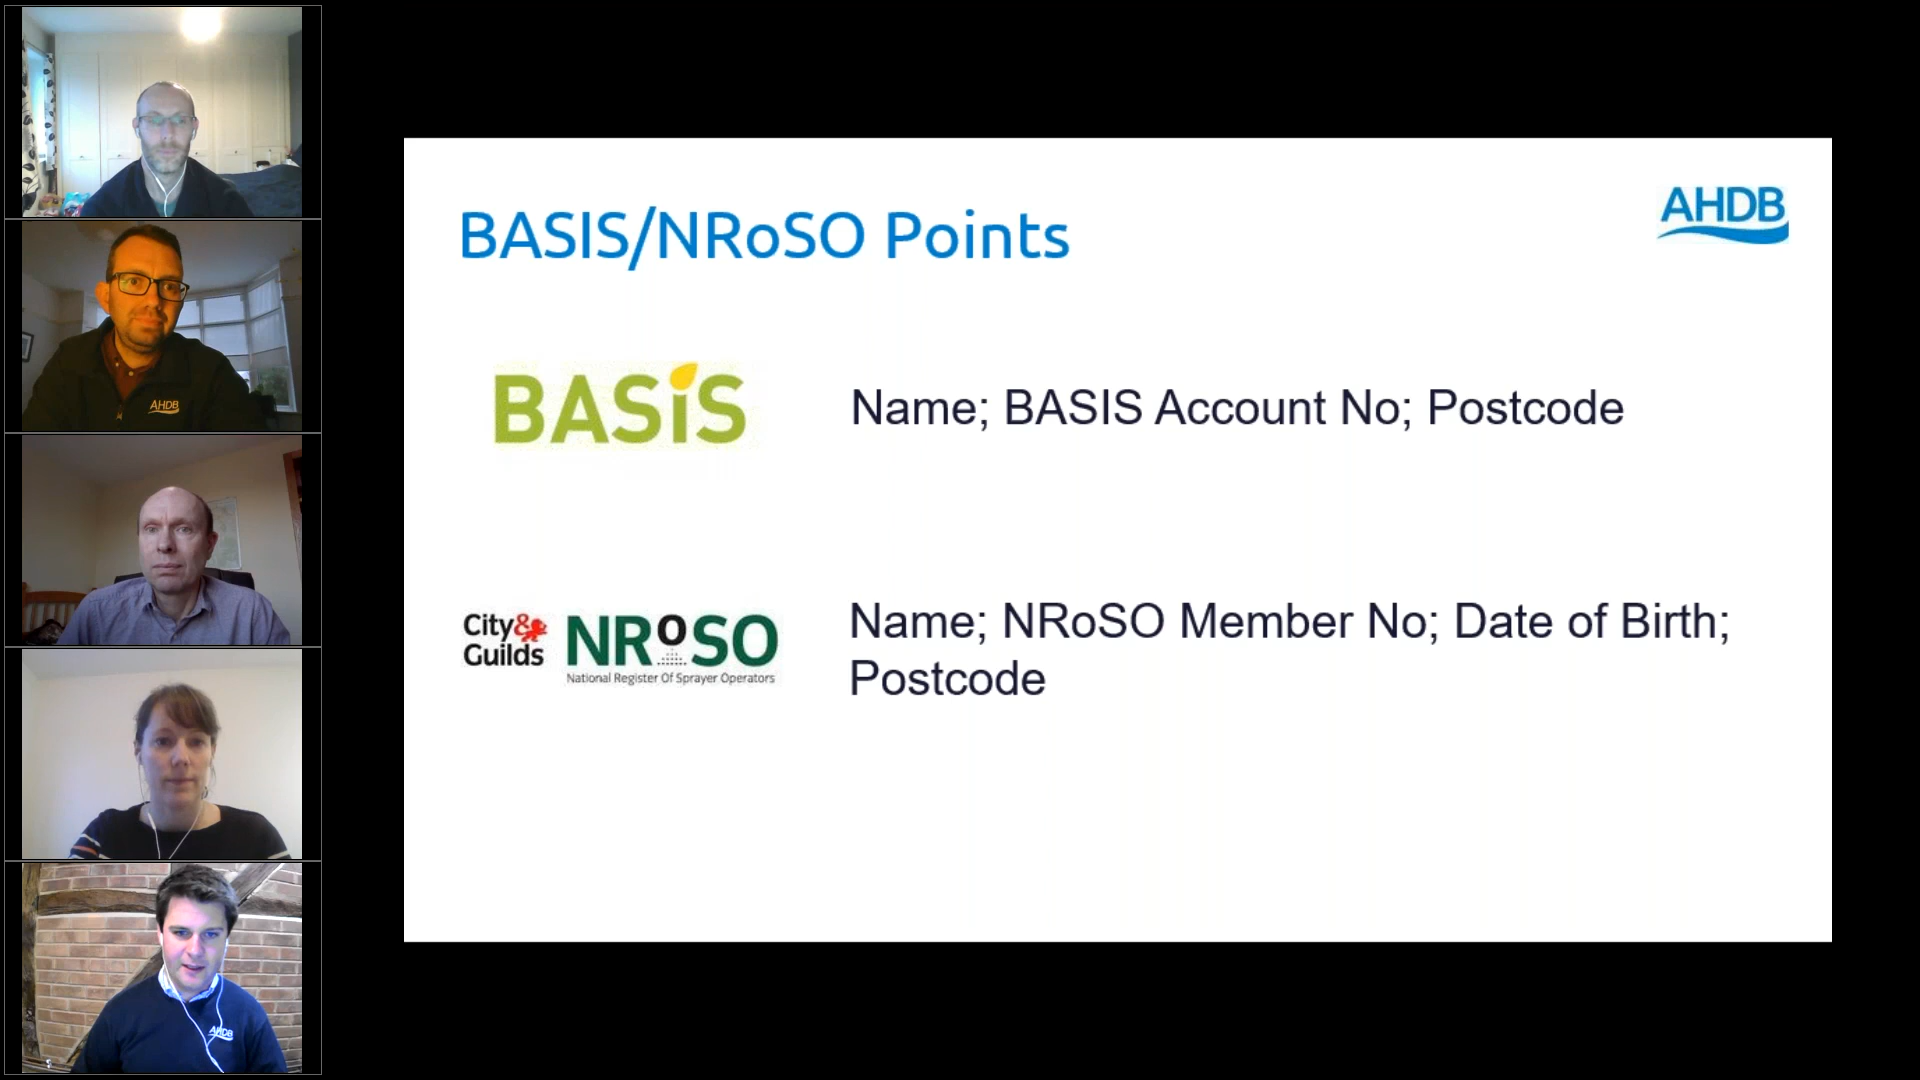 AHDB
BASIS/NRoSO Points
BASiS
Name; BASIS Account No; Postcode
City&
Guilds
NRoSO
National Register Of Sprayer Operators
Name; NRoSO Member No; Date of Birth;
Postcode
AHDB
AHDB